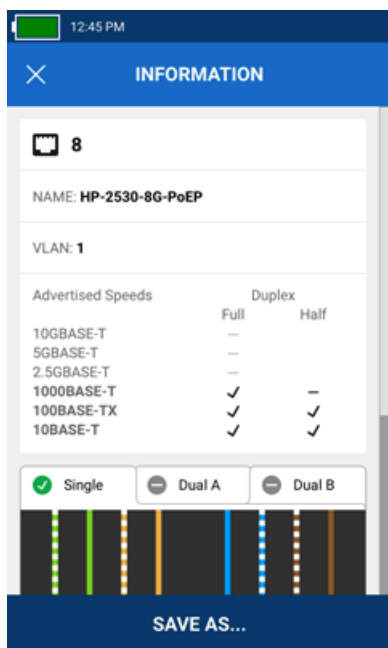 12:45 PM
INFORMATION
8
NAME: HP-2530-8G-PoEP
VLAN: 1
Advertised Speeds Duplex
Full Half
10GBASE-T –
5GBASE-T –
2.5GBASE-T –
1000BASE-T ✓ –
100BASE-TX ✓ ✓
10BASE-T ✓ ✓
Single Dual A Dual B
SAVE AS...